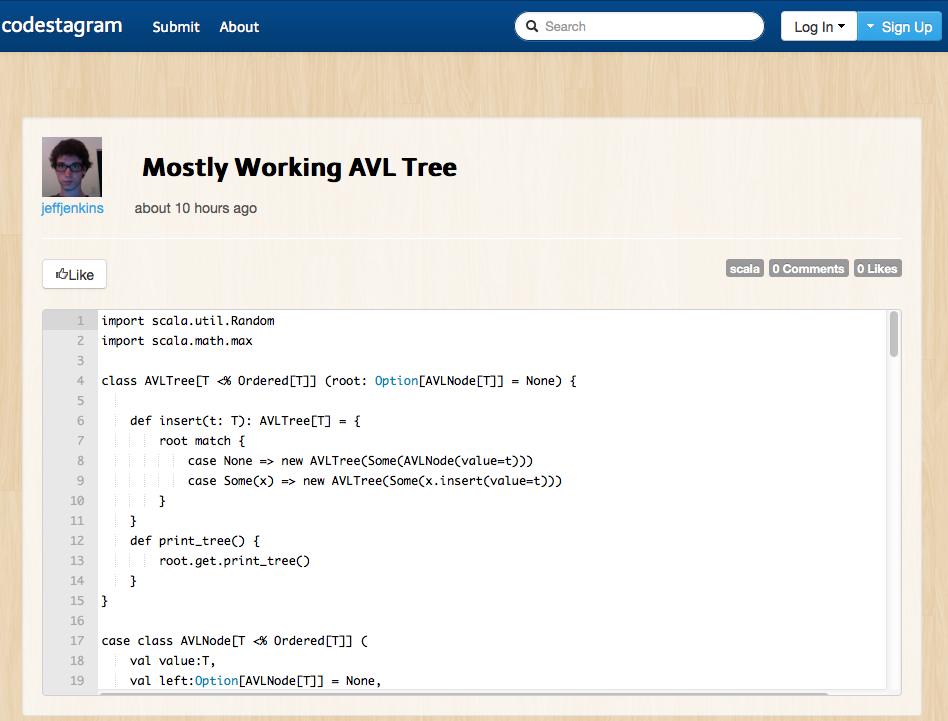 codestagram Submit About Search Log In Sign Up
Mostly Working AVL Tree
jeffjenkins about 10 hours ago
Like scala 0 Comments 0 Likes
1 import scala.util.Random
2 import scala.math.max
3
4 class AVLTree[T <% Ordered[T]] (root: Option[AVLNode[T]] = None) {
5
6     def insert(t: T): AVLTree[T] = {
7         root match {
8             case None => new AVLTree(Some(AVLNode(value=t)))
9             case Some(x) => new AVLTree(Some(x.insert(value=t)))
10         }
11     }
12     def print_tree() {
13         root.get.print_tree()
14     }
15 }
16
17 case class AVLNode[T <% Ordered[T]] (
18     val value:T,
19     val left:Option[AVLNode[T]] = None,